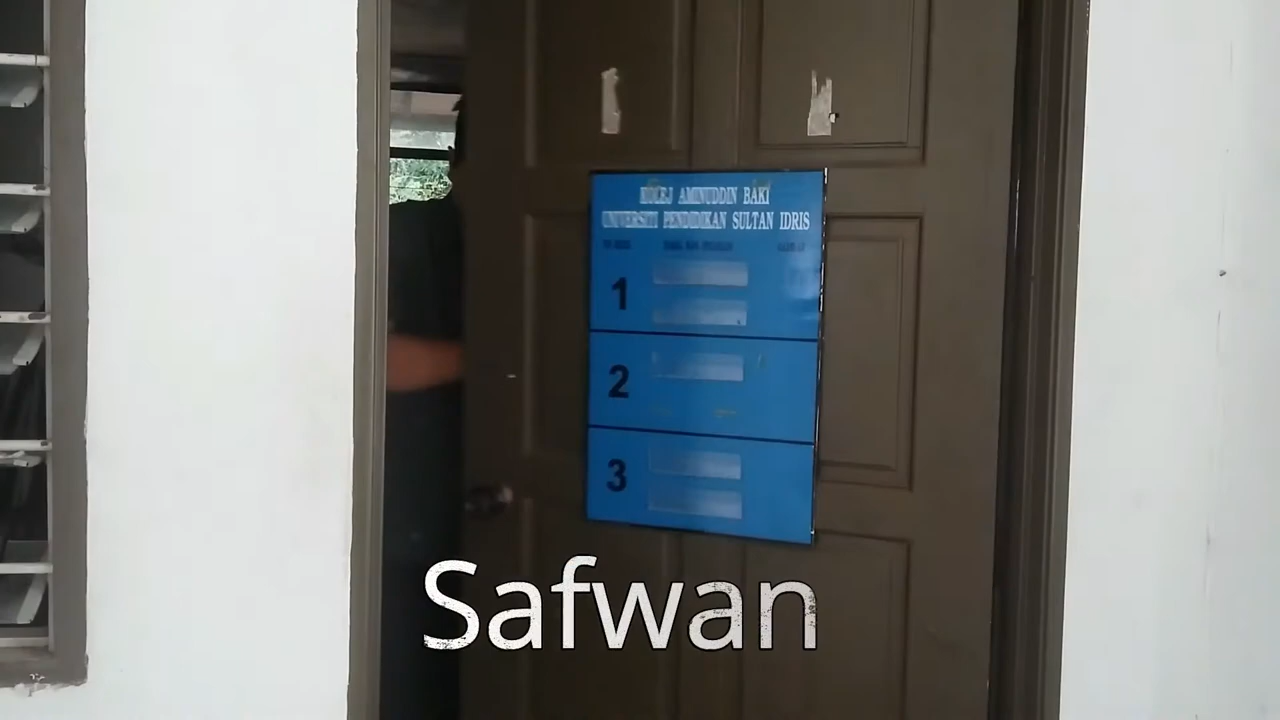 KOLEJ AMINUDDIN BAKI
UNIVERSITI PENDIDIKAN SULTAN IDRIS
1
2
3
Safwan